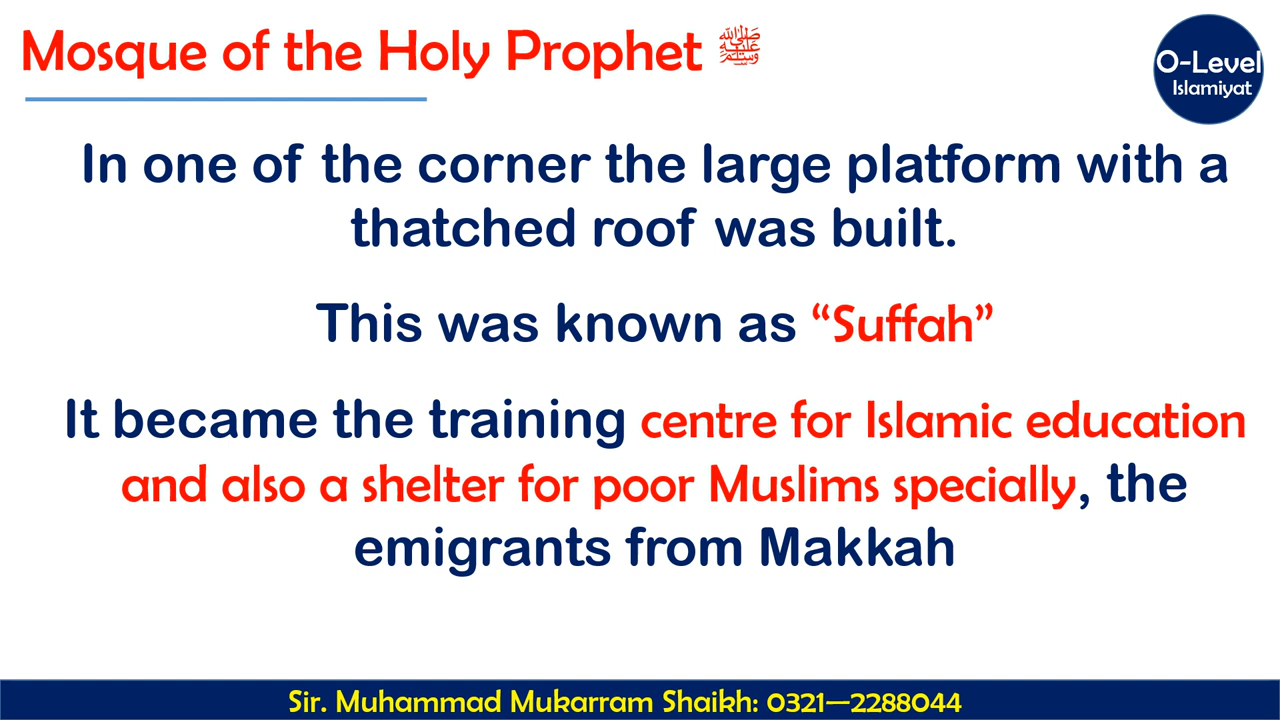 Mosque of the Holy Prophet ﷺ
O-Level
Islamiyat
In one of the corner the large platform with a
thatched roof was built.
This was known as “Suffah”
It became the training centre for Islamic education
and also a shelter for poor Muslims specially, the
emigrants from Makkah
Sir. Muhammad Mukarram Shaikh: 0321—2288044